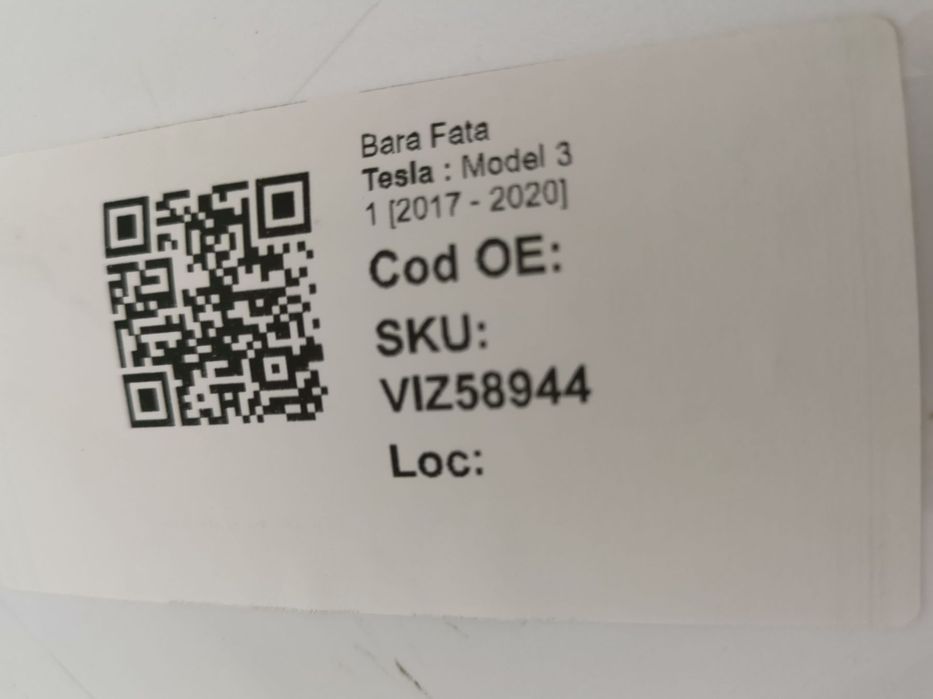 Bara Fata
Tesla : Model 3
1 [2017 - 2020]
Cod OE:
SKU:
VIZ58944
Loc: